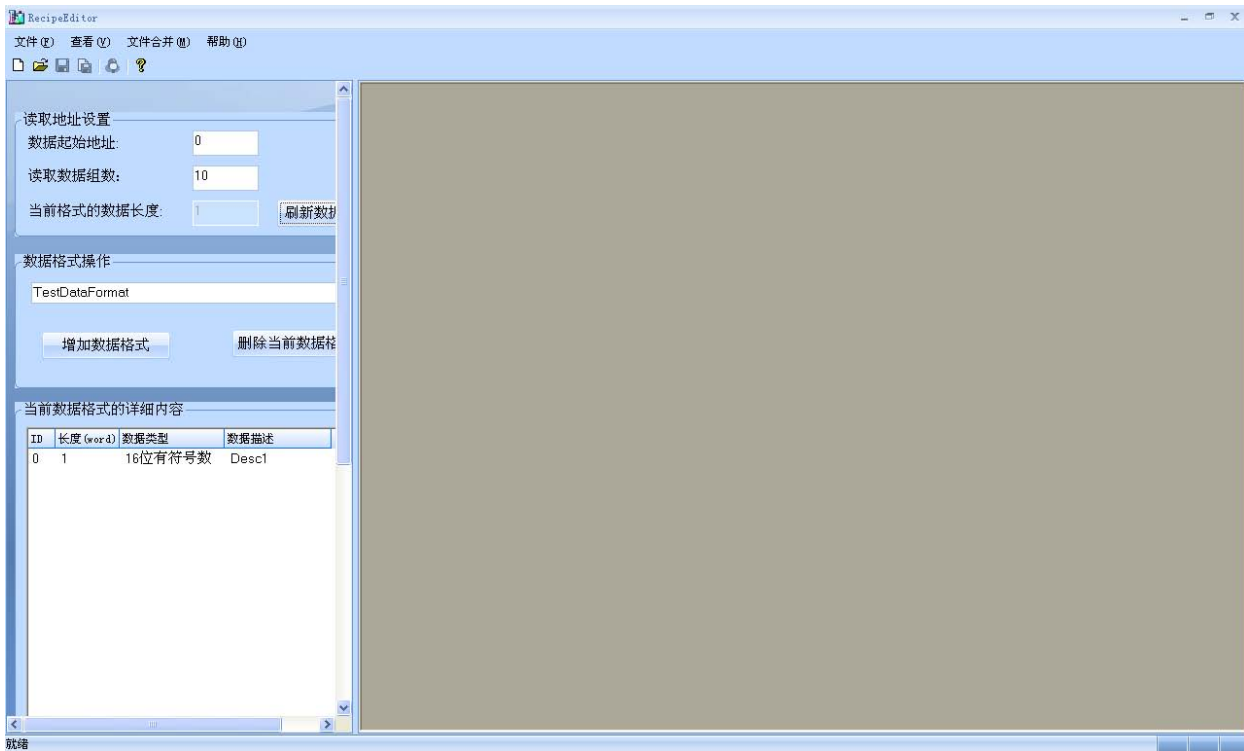 RecipeEditor
文件(F) 查看(V) 文件合并(M) 帮助(H)
读取地址设置
数据起始地址: 0
读取数据组数: 10
当前格式的数据长度: 1 刷新数据
数据格式操作
TestDataFormat
增加数据格式 删除当前数据格
当前数据格式的详细内容
ID 长度(word) 数据类型 数据描述
0 1 16位有符号数 Desc1
就绪